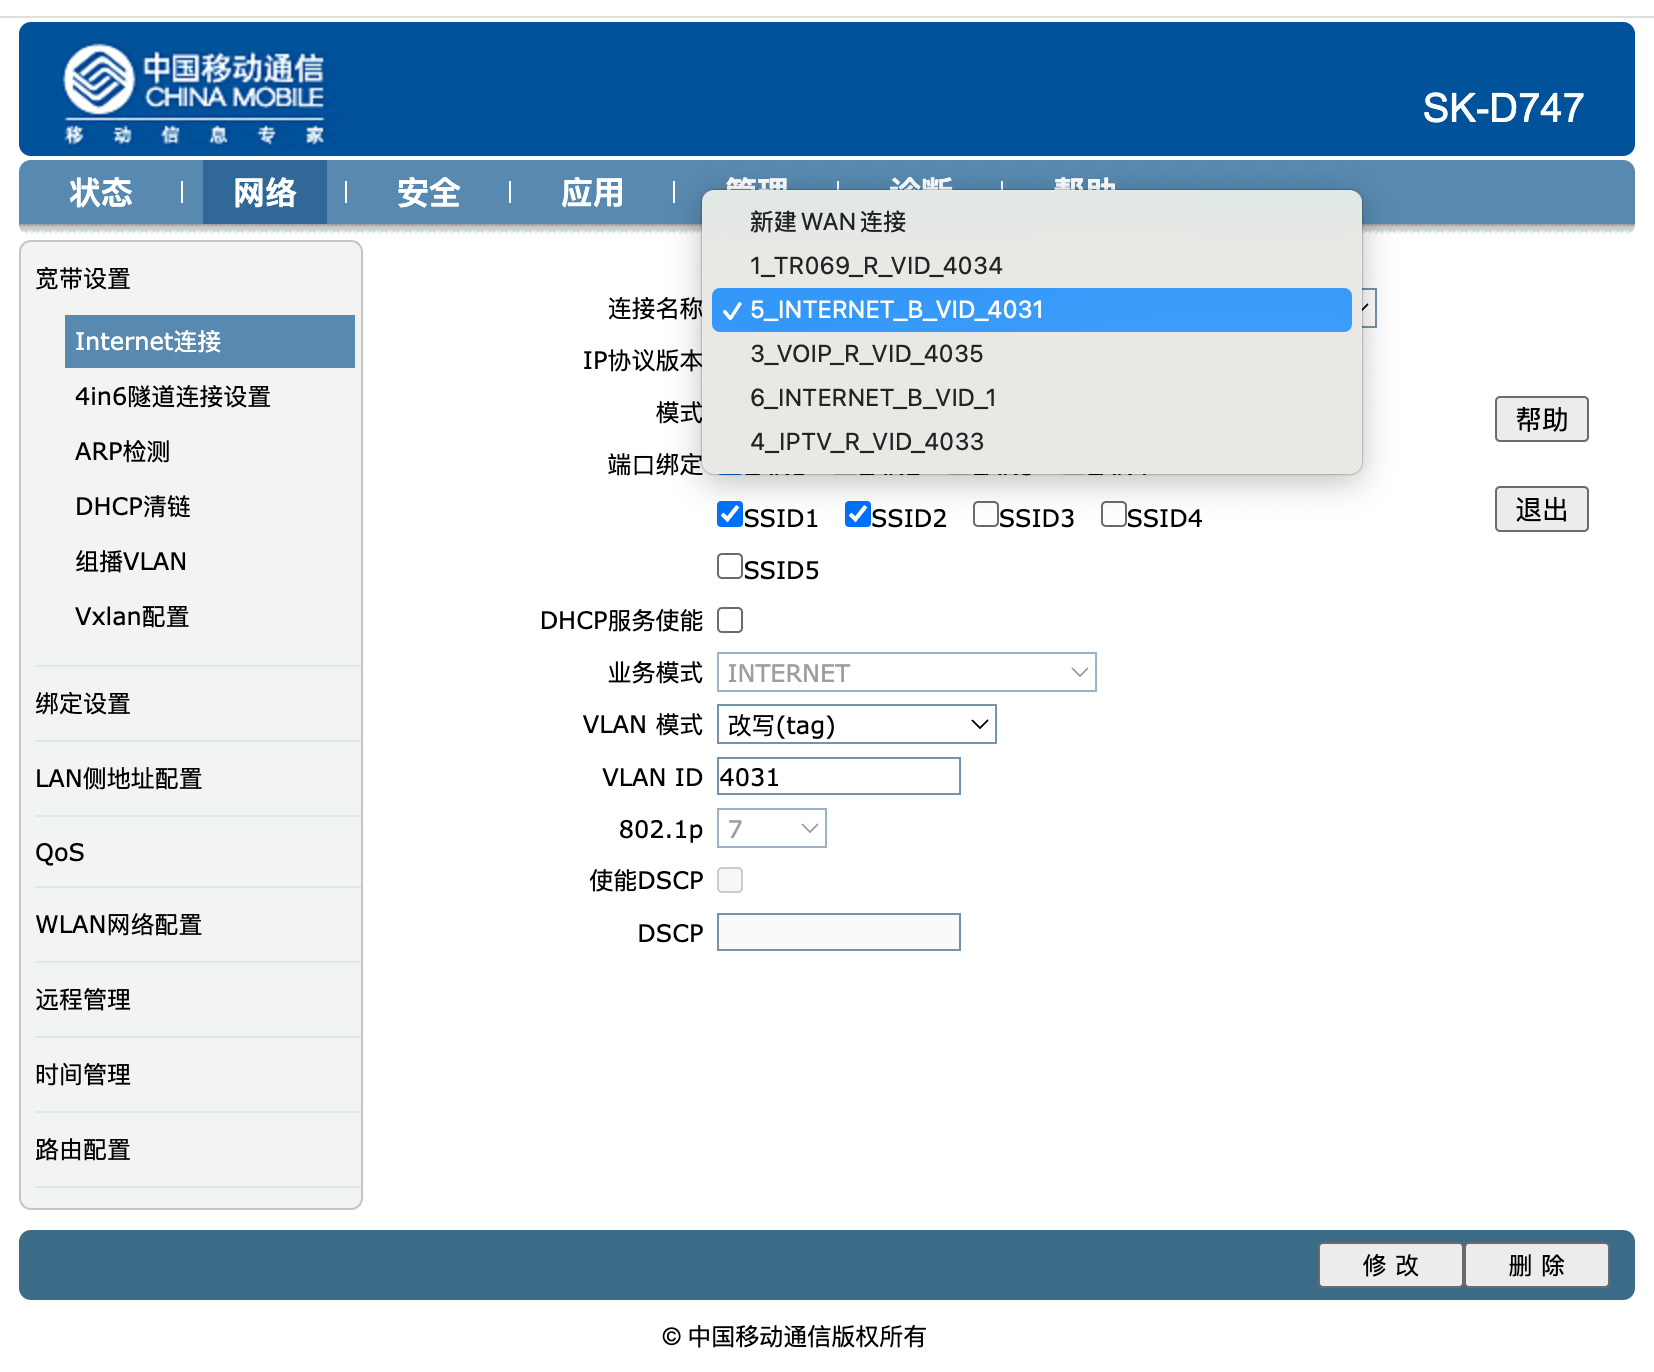 中国移动通信
CHINA MOBILE
移 动 信 息 专 家
SK-D747
状态 网络 安全 应用 管理 诊断 帮助
宽带设置
Internet连接
4in6隧道连接设置
ARP检测
DHCP清链
组播VLAN
Vxlan配置
绑定设置
LAN侧地址配置
QoS
WLAN网络配置
远程管理
时间管理
路由配置
新建WAN连接
1_TR069_R_VID_4034
连接名称 5_INTERNET_B_VID_4031
IP协议版本 3_VOIP_R_VID_4035
模式 6_INTERNET_B_VID_1
端口绑定 4_IPTV_R_VID_4033
SSID1 SSID2 SSID3 SSID4
SSID5
DHCP服务使能
业务模式 INTERNET
VLAN 模式 改写(tag)
VLAN ID 4031
802.1p 7
使能DSCP
DSCP
帮助
退出
修 改 删 除
© 中国移动通信版权所有